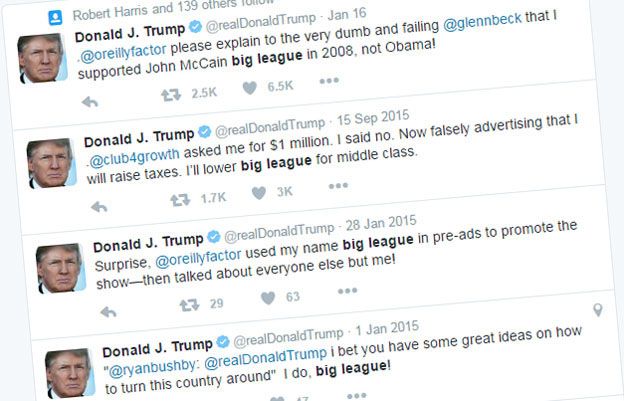 Robert Harris and 139 others follow
Donald J. Trump @realDonaldTrump · Jan 16
.@oreillyfactor please explain to the very dumb and failing @glennbeck that I
supported John McCain big league in 2008, not Obama!
2.5K 6.5K
Donald J. Trump @realDonaldTrump · 15 Sep 2015
.@club4growth asked me for $1 million. I said no. Now falsely advertising that I
will raise taxes. I'll lower big league for middle class.
1.7K 3K
Donald J. Trump @realDonaldTrump · 28 Jan 2015
Surprise, @oreillyfactor used my name big league in pre-ads to promote the
show—then talked about everyone else but me!
29 63
Donald J. Trump @realDonaldTrump · 1 Jan 2015
"@ryanbushby: @realDonaldTrump i bet you have some great ideas on how
to turn this country around" I do, big league!
47